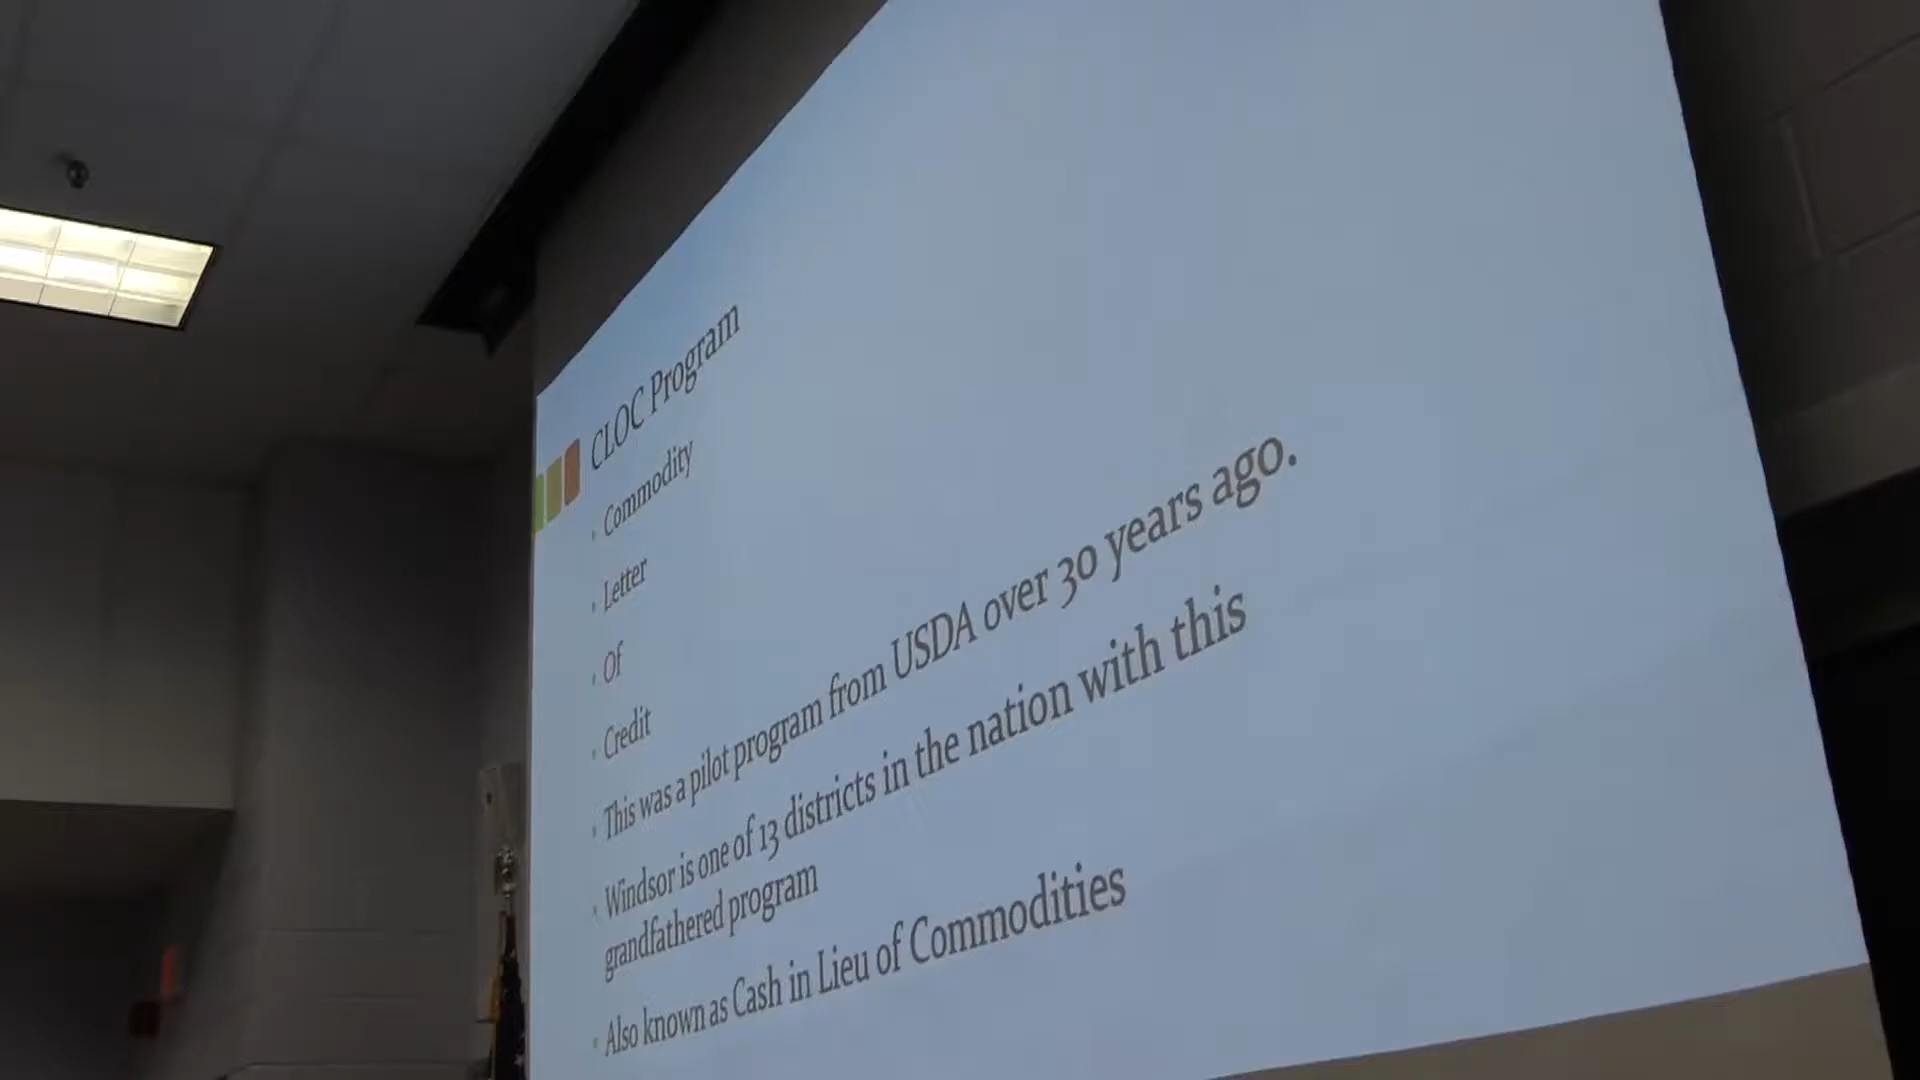 CLOC Program
Commodity
Letter
Of
Credit
This was a pilot program from USDA over 30 years ago.
Windsor is one of 13 districts in the nation with this
grandfathered program
Also known as Cash in Lieu of Commodities